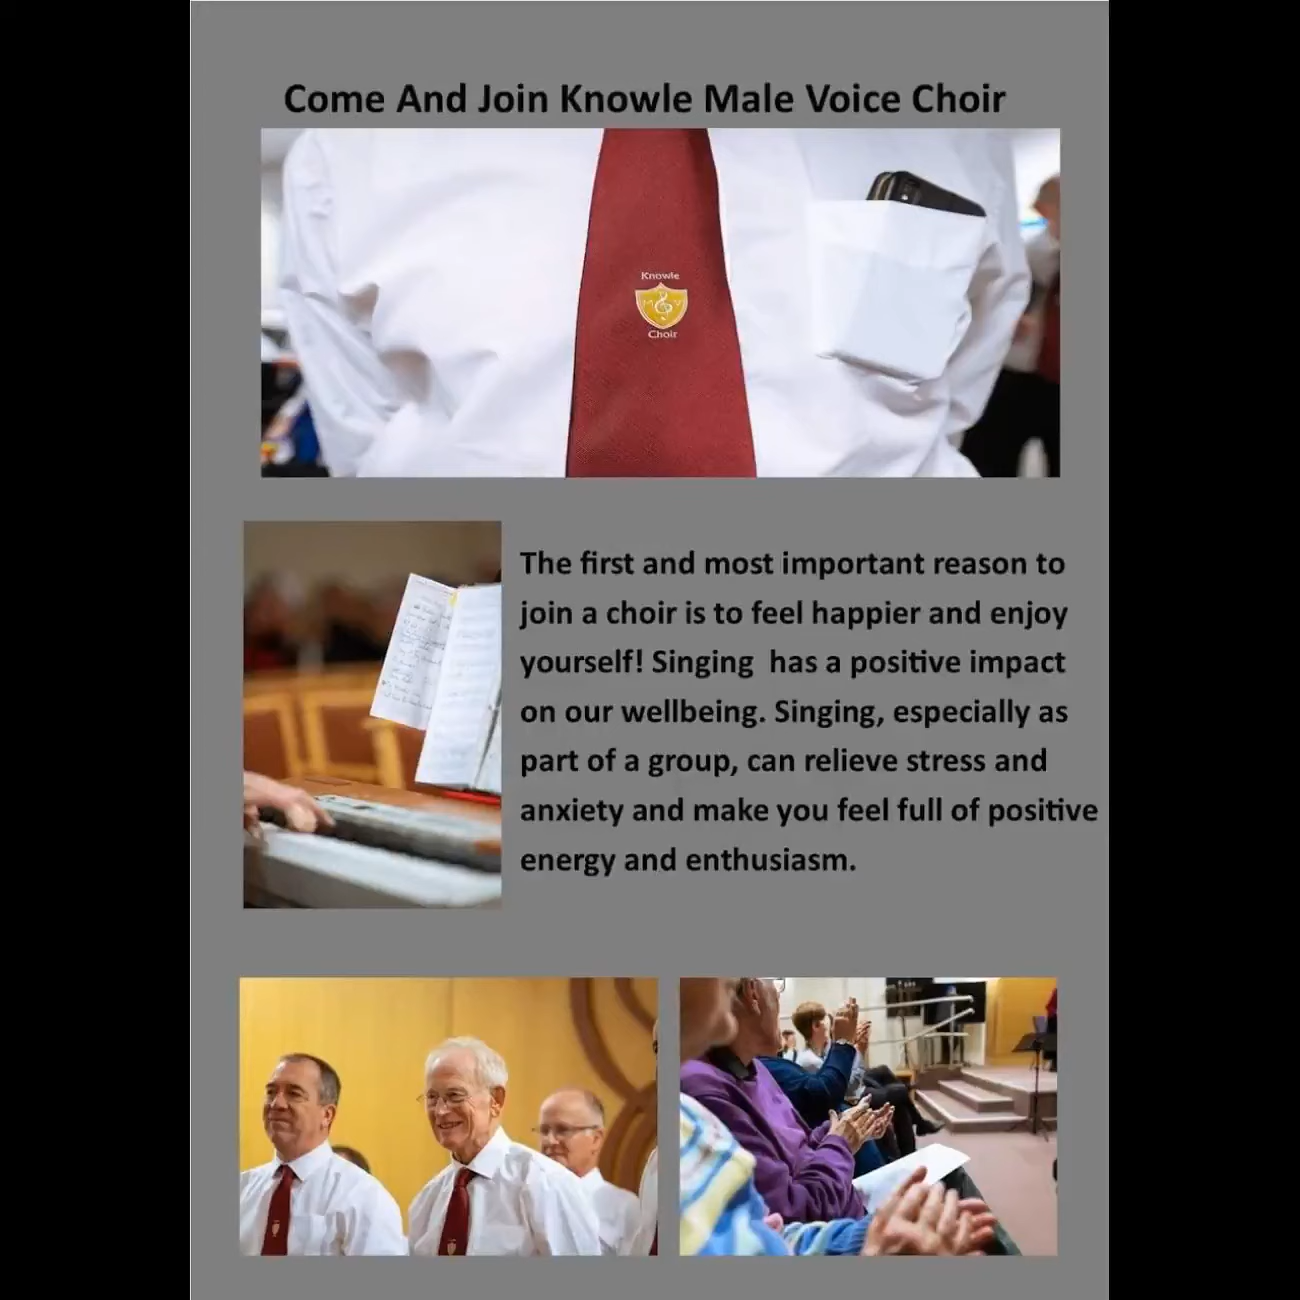 Come And Join Knowle Male Voice Choir
Knowle
M V
Choir
The first and most important reason to
join a choir is to feel happier and enjoy
yourself! Singing  has a positive impact
on our wellbeing. Singing, especially as
part of a group, can relieve stress and
anxiety and make you feel full of positive
energy and enthusiasm.